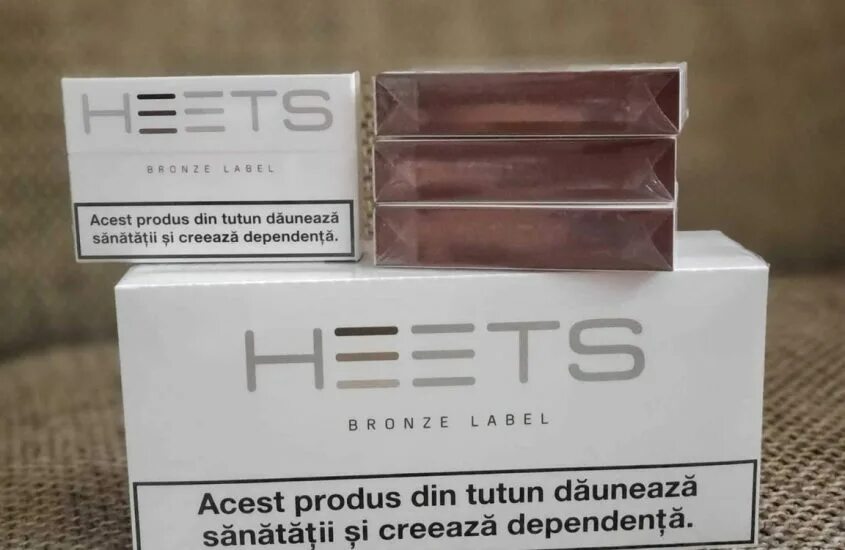 HEETS
BRONZE LABEL
Acest produs din tutun dăunează
sănătății și creează dependență.
HEETS
BRONZE LABEL
Acest produs din tutun dăunează
sănătății și creează dependență.